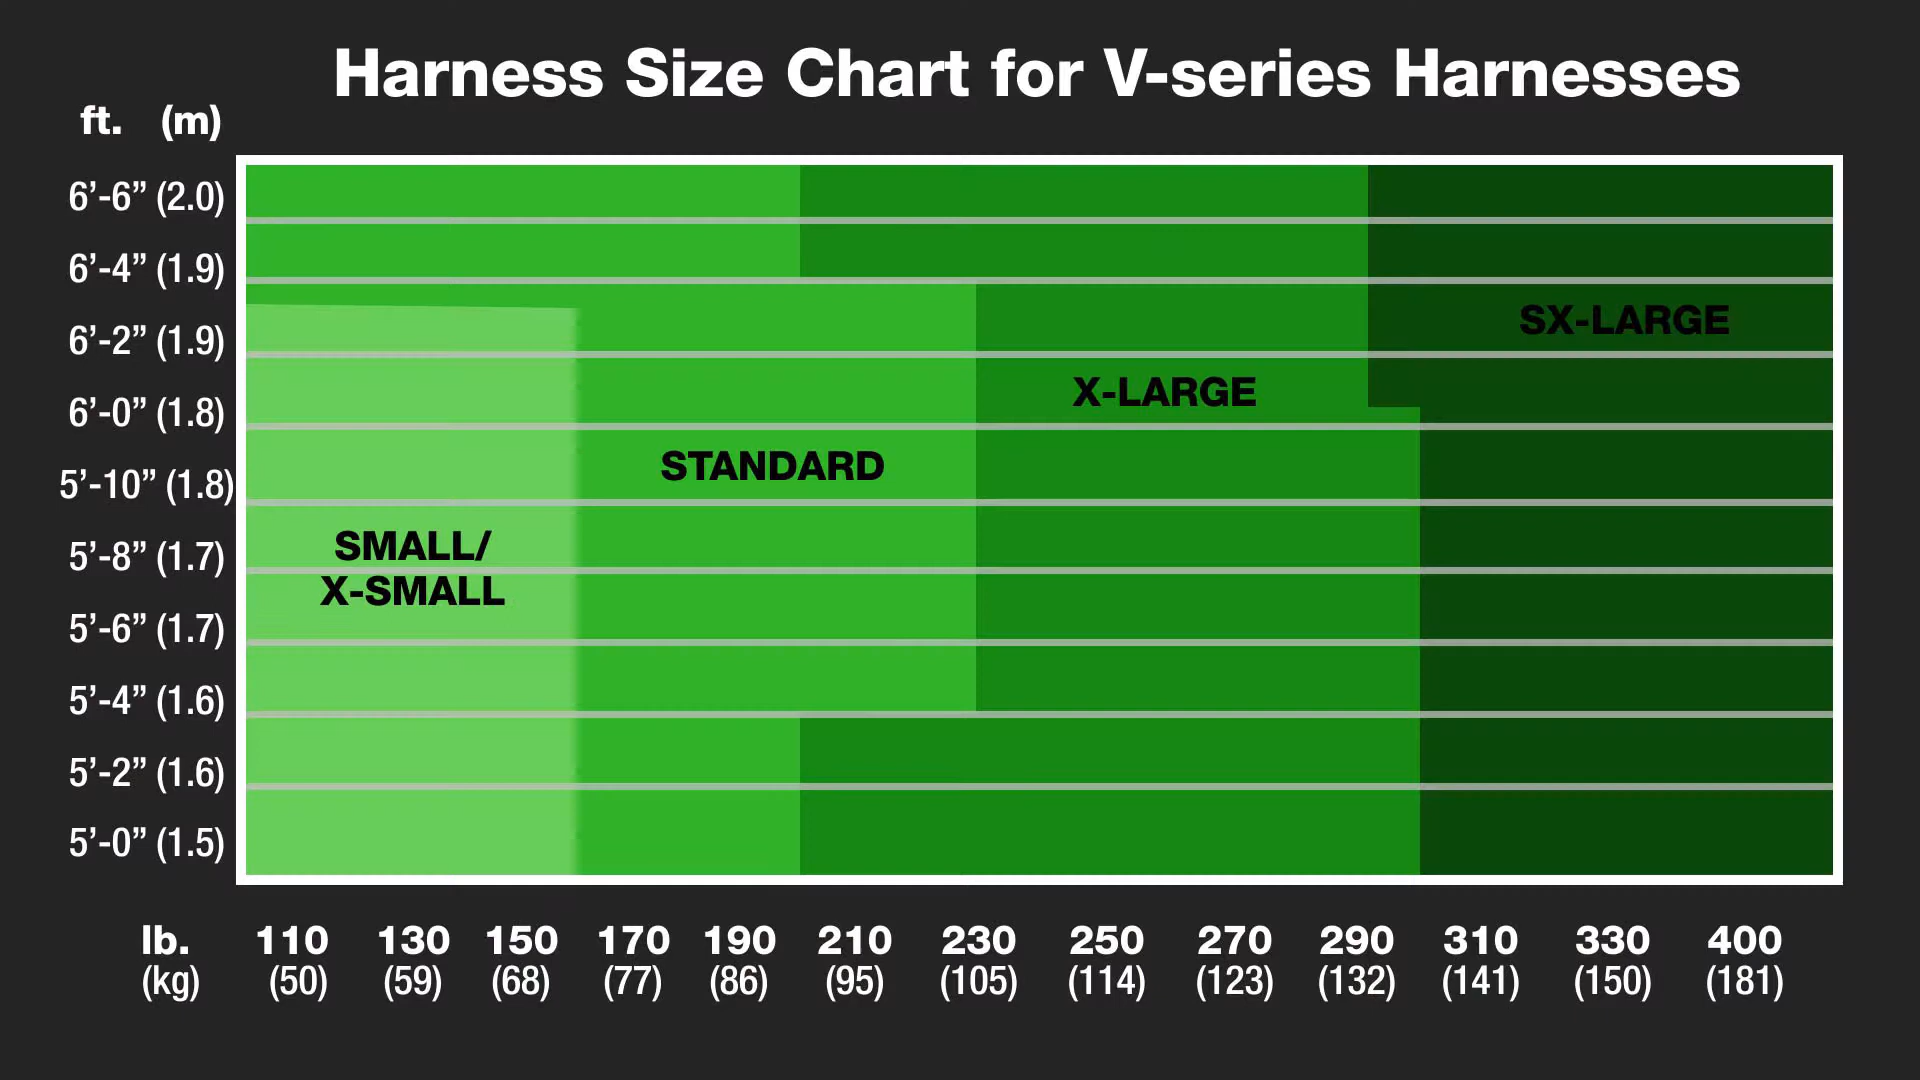 Harness Size Chart for V-series Harnesses
ft. (m)
6’-6” (2.0)
6’-4” (1.9)
6’-2” (1.9)
6’-0” (1.8)
5’-10” (1.8)
5’-8” (1.7)
5’-6” (1.7)
5’-4” (1.6)
5’-2” (1.6)
5’-0” (1.5)
SX-LARGE
X-LARGE
STANDARD
SMALL/
X-SMALL
lb. 110 130 150 170 190 210 230 250 270 290 310 330 400
(kg) (50) (59) (68) (77) (86) (95) (105) (114) (123) (132) (141) (150) (181)